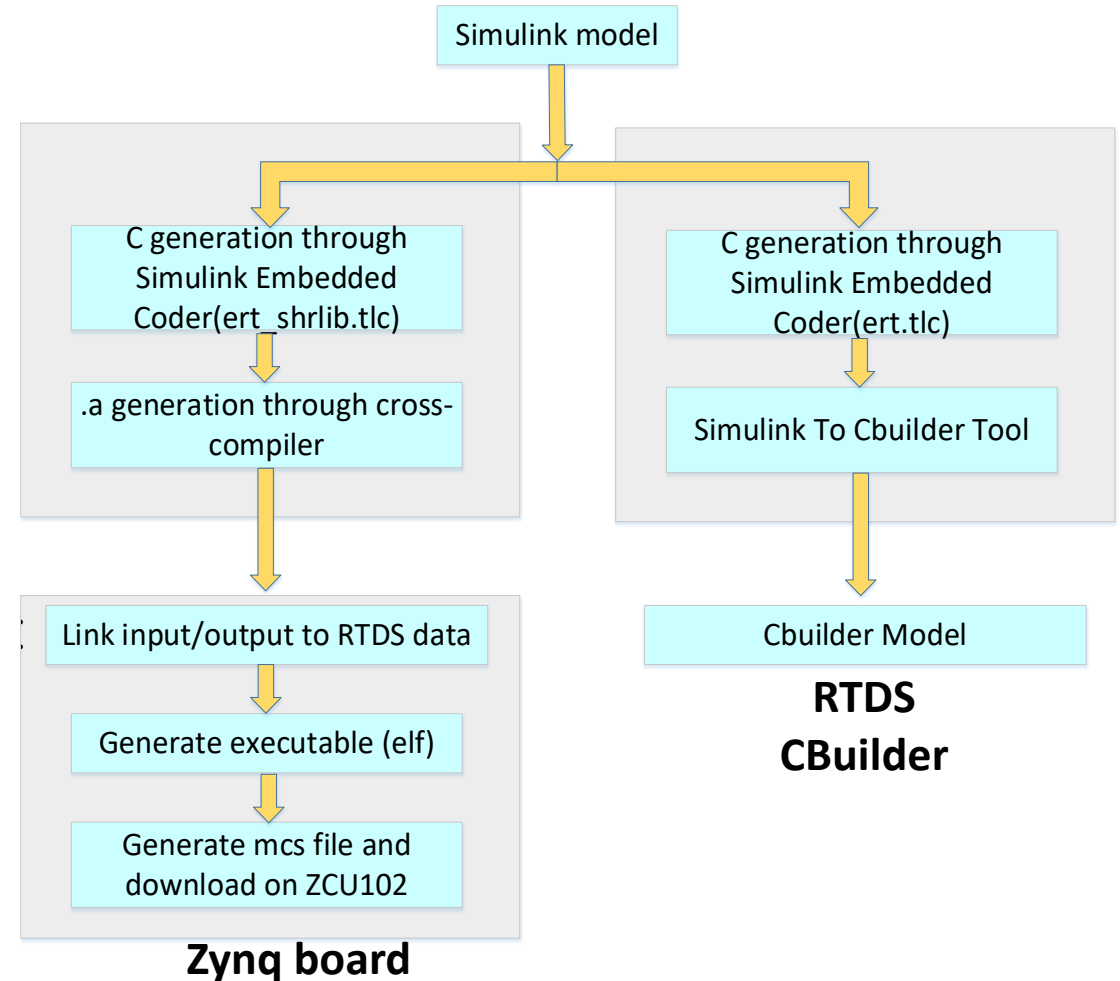 Simulink model
C generation through
Simulink Embedded
Coder(ert_shrlib.tlc)
.a generation through cross-
compiler
Link input/output to RTDS data
Generate executable (elf)
Generate mcs file and
download on ZCU102
Zynq board
C generation through
Simulink Embedded
Coder(ert.tlc)
Simulink To Cbuilder Tool
Cbuilder Model
RTDS
CBuilder